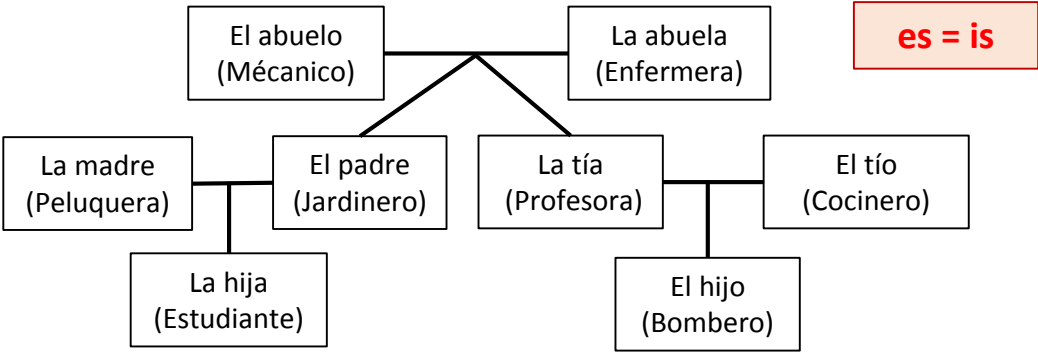 El abuelo
(Mécanico)
La abuela
(Enfermera)
es = is
La madre
(Peluquera)
El padre
(Jardinero)
La tía
(Profesora)
El tío
(Cocinero)
La hija
(Estudiante)
El hijo
(Bombero)